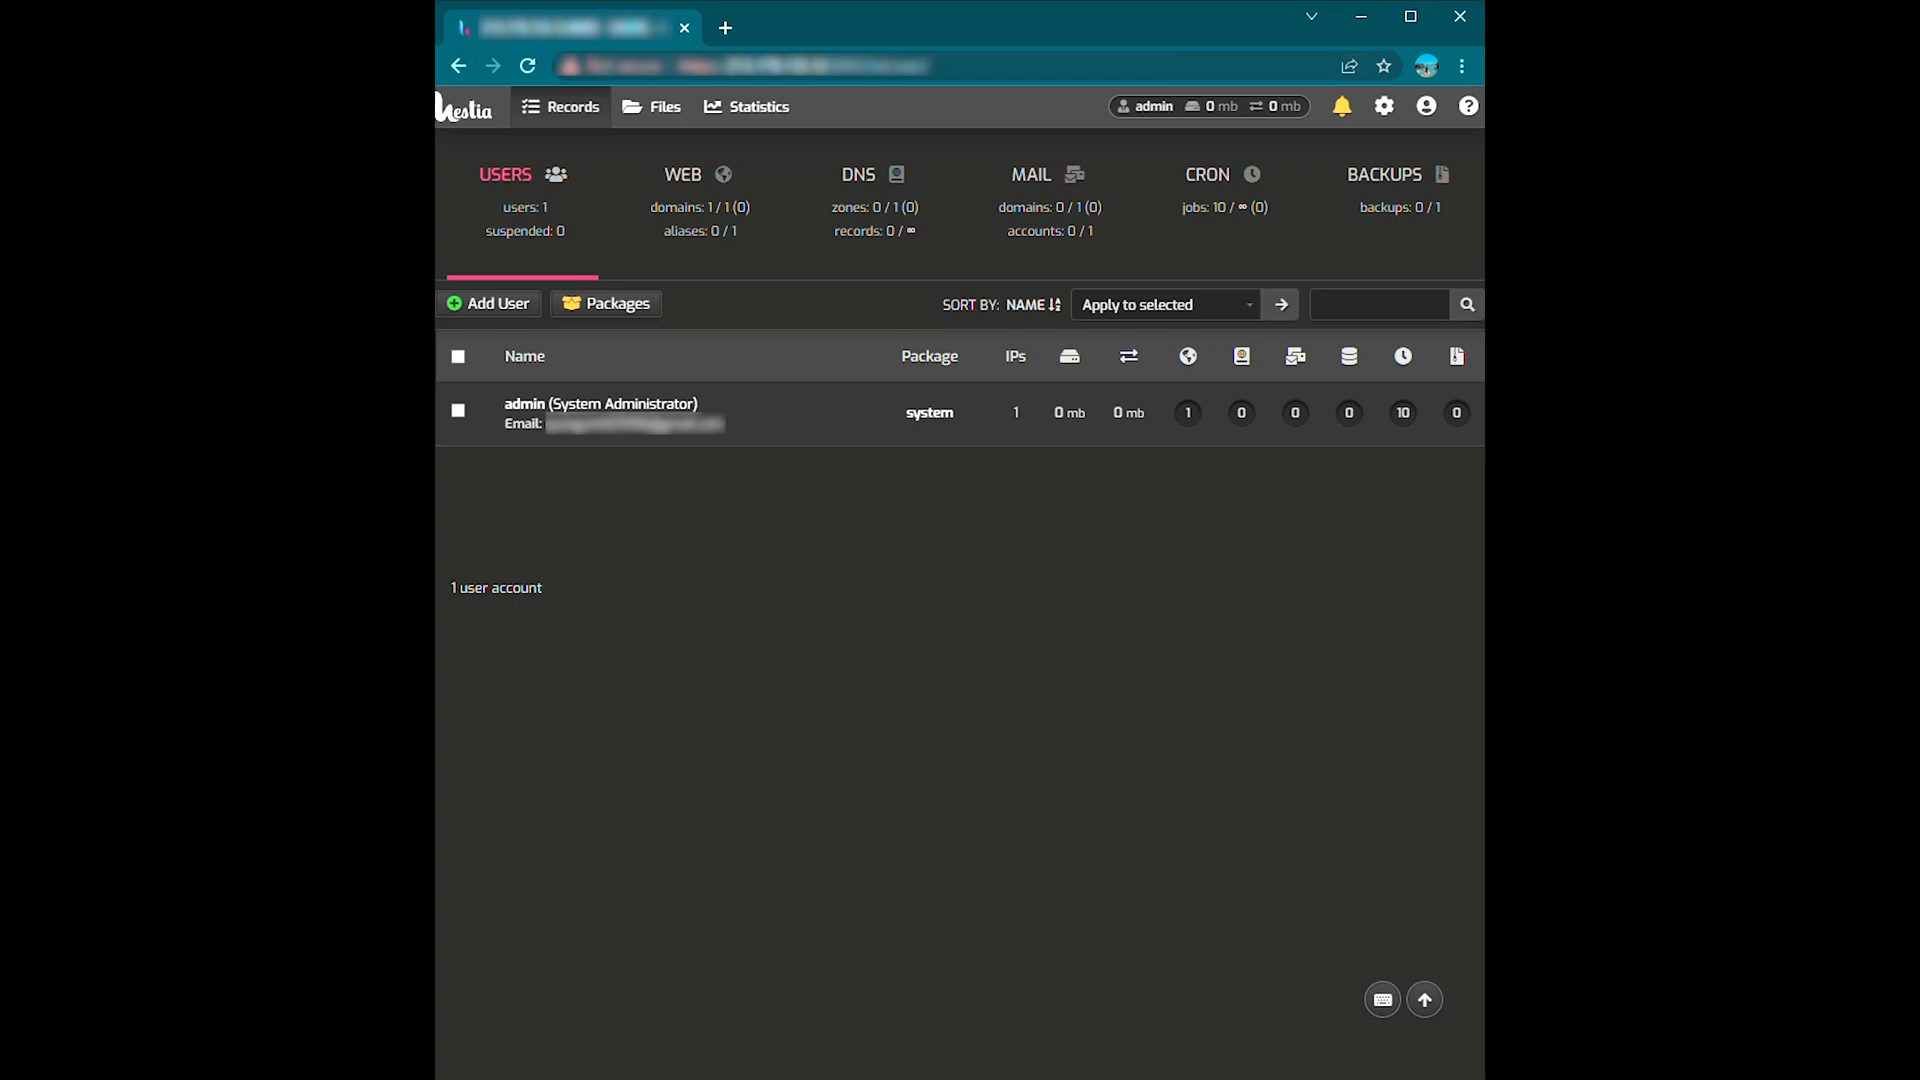 Hestia
Records
Files
Statistics
admin 0 mb 0 mb
USERS
users: 1
suspended: 0
WEB
domains: 1 / 1 (0)
aliases: 0 / 1
DNS
zones: 0 / 1 (0)
records: 0 / ∞
MAIL
domains: 0 / 1 (0)
accounts: 0 / 1
CRON
jobs: 10 / ∞ (0)
BACKUPS
backups: 0 / 1
Add User
Packages
SORT BY: NAME
Apply to selected
Name Package IPs
admin (System Administrator)
Email:
system 1 0 mb 0 mb 1 0 0 0 10 0
1 user account